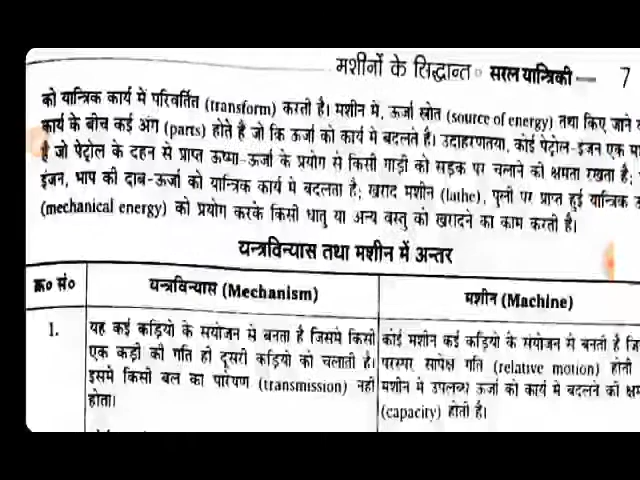 मशीनों के सिद्धान्त ० सरल यान्त्रिकी — 7
को यान्त्रिक कार्य में परिवर्तित (transform) करती है। मशीन में, ऊर्जा स्रोत (source of energy) तथा किए जाने
कार्य के बीच कई अंग (parts) होते है जो कि ऊर्जा को कार्य मे बदलते है। उदाहरणतया, कोई पेट्रोल-इंजन एक
है जो पेट्रोल के दहन से प्राप्त ऊष्मा-ऊर्जा के प्रयोग से किसी गाड़ी को सड़क पर चलाने की क्षमता रखता है;
इंजन, भाप की दाब-ऊर्जा को यान्त्रिक कार्य मे बदलता है; खराद मशीन (lathe), पुली पर प्राप्त हुई यान्त्रिक
(mechanical energy) को प्रयोग करके किसी धातु या अन्य वस्तु को खरादने का काम करती है।
यन्त्रविन्यास तथा मशीन में अन्तर
क्र० सं० यन्त्रविन्यास (Mechanism) मशीन (Machine)
1. यह कई कड़ियो के सयोजन से बनता है जिसमे किसी कोई मशीन कई कड़ियो के संयोजन से बनती है
एक कड़ी की गति ही दूसरी कड़ियो को चलाती है। परस्पर सापेक्ष गति (relative motion) होती
इसमे किसी बल का पारेषण (transmission) नही मशीन में उपलब्ध ऊर्जा को कार्य मे बदलने की
होता। (capacity) होती है।